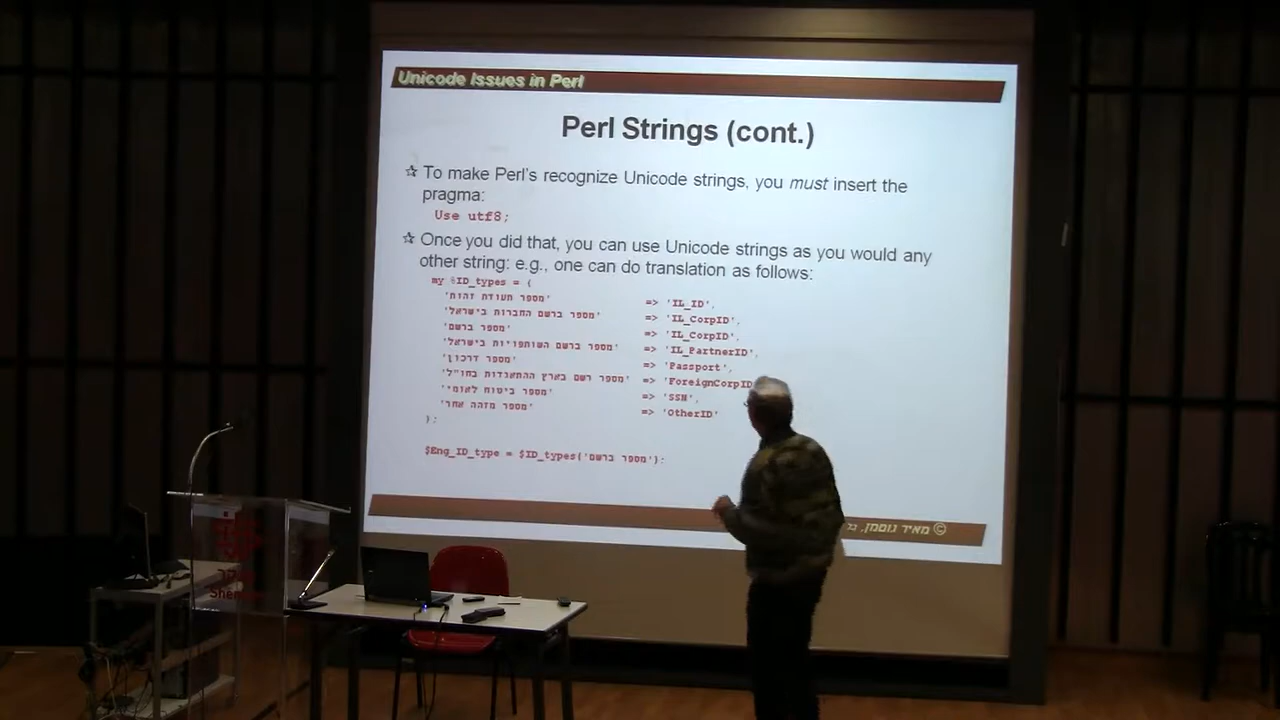 Unicode Issues in Perl
Perl Strings (cont.)
To make Perl's recognize Unicode strings, you must insert the
pragma:
Use utf8;
Once you did that, you can use Unicode strings as you would any
other string: e.g., one can do translation as follows:
my %ID_types = (
'מספר תעודת זהות' => 'IL_ID',
'מספר ברשם החברות בישראל' => 'IL_CorpID',
'מספר ברשם' => 'IL_CorpID',
'מספר ברשם השותפויות בישראל' => 'IL_PartnerID',
'מספר דרכון' => 'Passport',
'מספר רשם בארץ ההתאגדות בחו"ל' => 'ForeignCorpID
'מספר ביטוח לאומי' => 'SSN',
'מספר מזהה אחר' => 'OtherID'
);
$Eng_ID_type = $ID_types('מספר ברשם');
© מאיר גוטמן,
שנקר
Shenkar